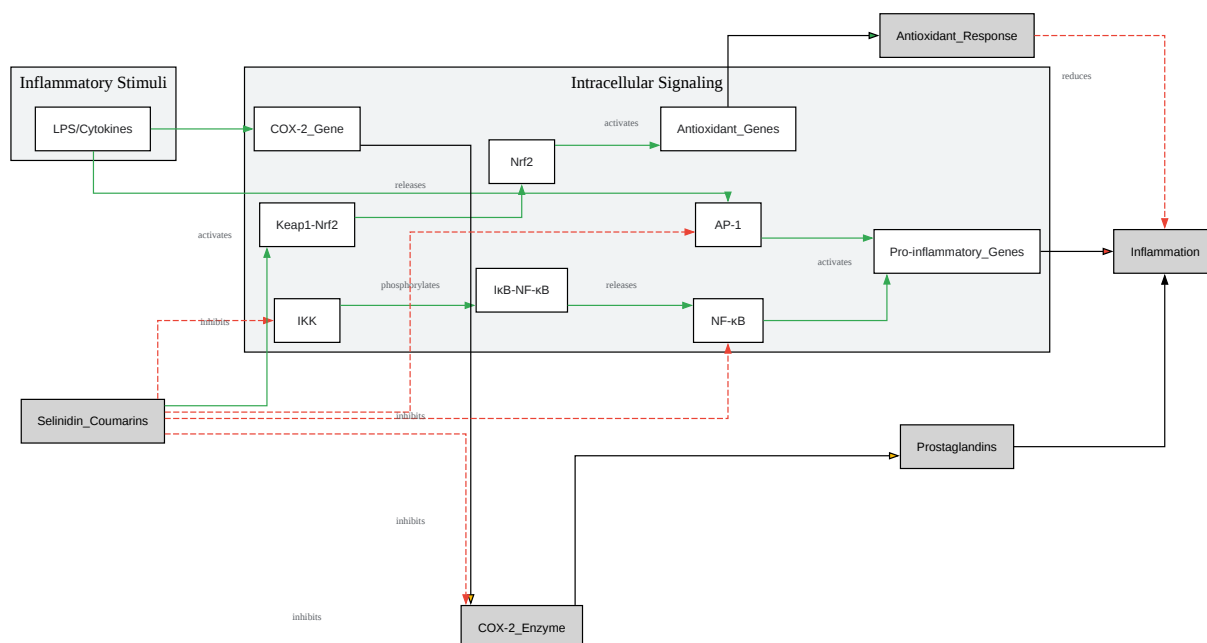 Antioxidant_Response
Inflammatory Stimuli
Intracellular Signaling
reduces
LPS/Cytokines
COX-2_Gene
activates
Antioxidant_Genes
Nrf2
releases
Keap1-Nrf2
activates
AP-1
Pro-inflammatory_Genes
activates
Inflammation
phosphorylates
IκB-NF-κB
releases
inhibits
IKK
NF-κB
Selinidin_Coumarins
inhibits
Prostaglandins
inhibits
inhibits
COX-2_Enzyme